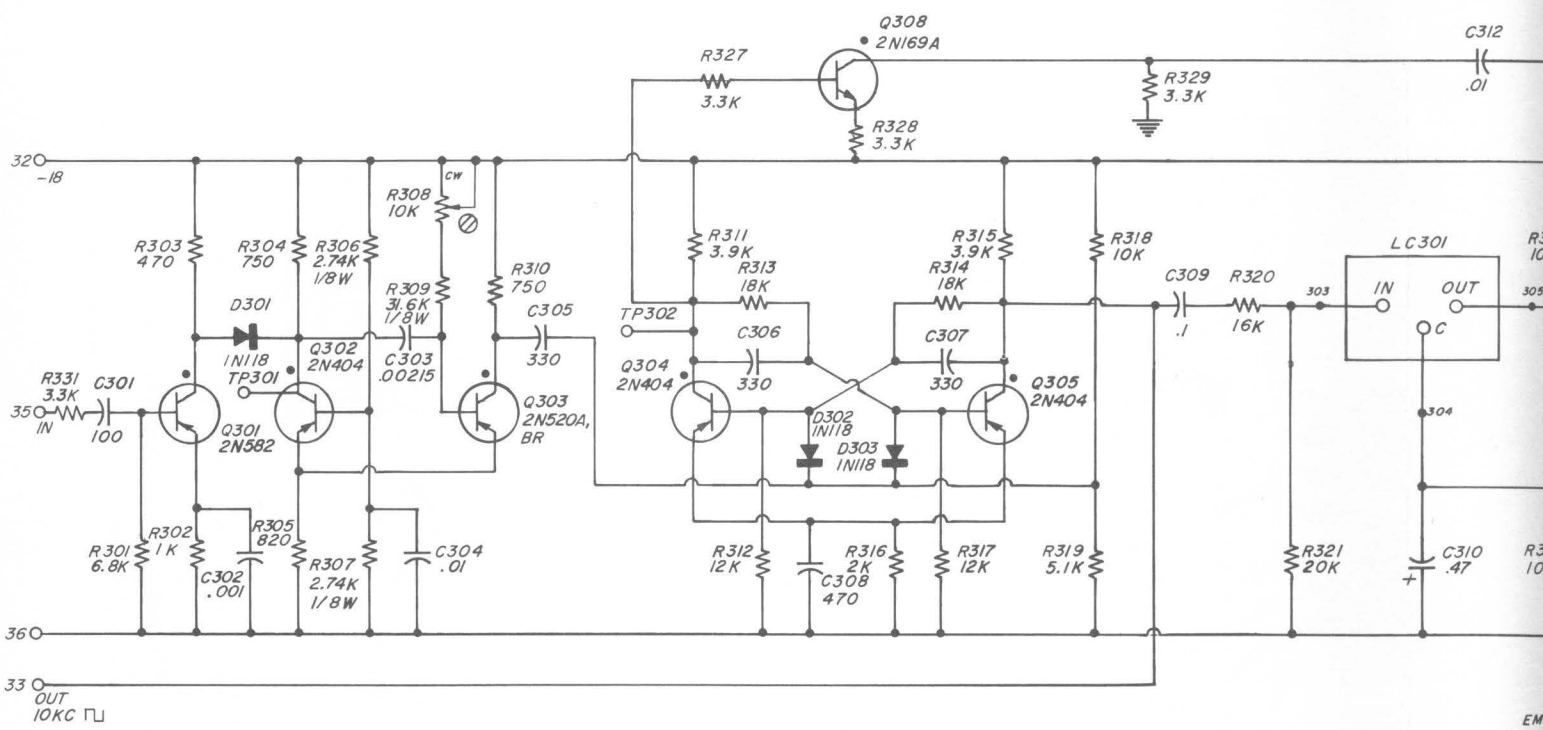 Q308
2N169A
C312
.01
R327
3.3K
R329
3.3K
R328
3.3K
32
-18
CW
R308
10K
R303
470
R304
750
R306
2.74K
1/8W
R310
750
R309
31.6K
1/8W
D301
1N118
C303
.00215
C305
330
Q302
2N404
TP301
R331
3.3K
C301
100
35
IN
Q301
2N582
Q303
2N520A,
BR
R311
3.9K
R313
18K
R315
3.9K
R314
18K
R318
10K
TP302
C306
330
C307
330
Q304
2N404
Q305
2N404
D302
1N118
D303
1N118
C309
.1
R320
16K
303
LC301
IN
OUT
C
305
304
R301
6.8K
R302
1K
C302
.001
R305
820
R307
2.74K
1/8W
C304
.01
R312
12K
C308
470
R316
2K
R317
12K
R319
5.1K
R321
20K
C310
.47
+
10
36
33
OUT
10KC
EM